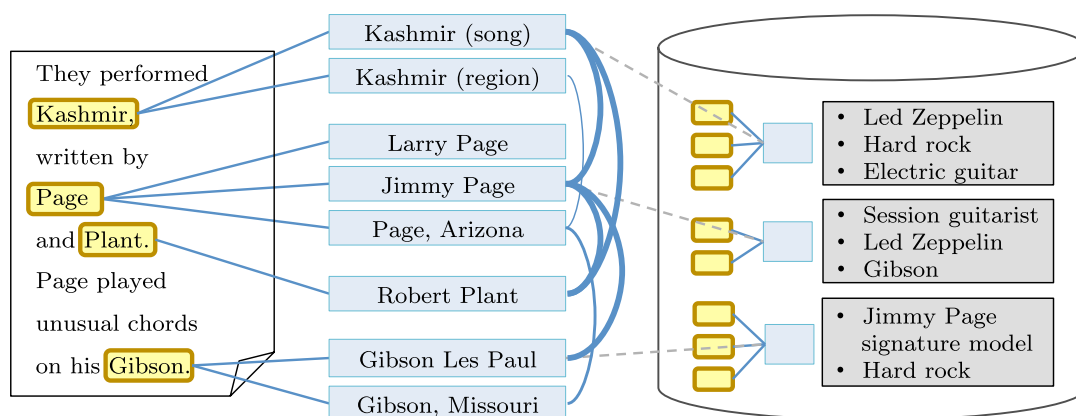 They performed
Kashmir,
written by
Page
and Plant.
Page played
unusual chords
on his Gibson.
Kashmir (song)
Kashmir (region)
Larry Page
Jimmy Page
Page, Arizona
Robert Plant
Gibson Les Paul
Gibson, Missouri
• Led Zeppelin
• Hard rock
• Electric guitar
• Session guitarist
• Led Zeppelin
• Gibson
• Jimmy Page
signature model
• Hard rock